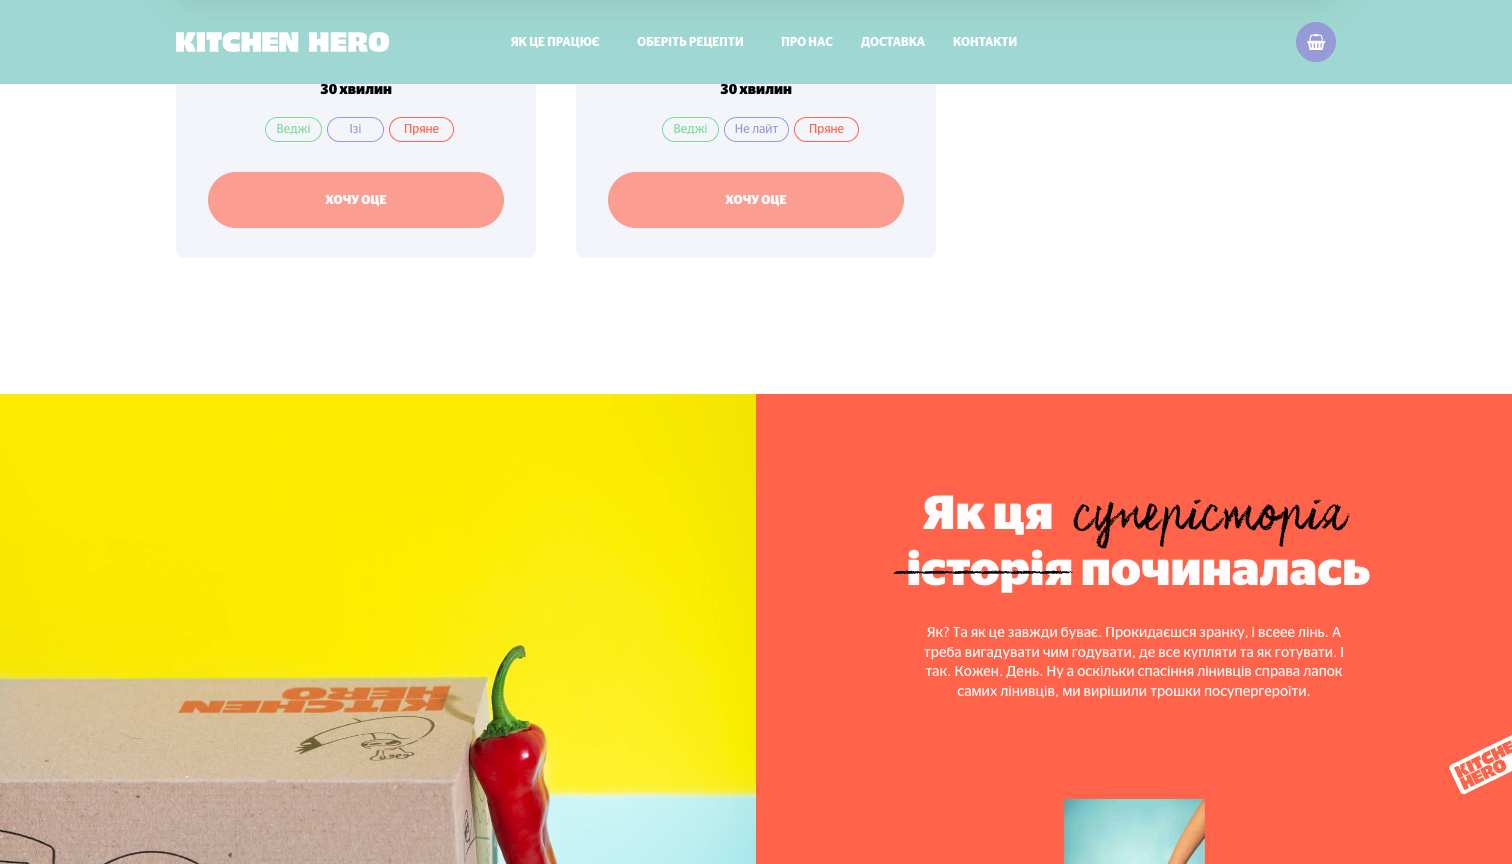 KITCHEN HERO
ЯК ЦЕ ПРАЦЮЄ
ОБЕРІТЬ РЕЦЕПТИ
ПРО НАС
ДОСТАВКА
КОНТАКТИ
30 хвилин
Веджі
Ізі
Пряне
ХОЧУ ОЦЕ
30 хвилин
Веджі
Не лайт
Пряне
ХОЧУ ОЦЕ
KITCHEN
HERO
Як ця суперісторія
історія починалась
Як? Та як це завжди буває. Прокидаєшся зранку, і всеее лінь. А
треба вигадувати чим годувати, де все купляти та як готувати. І
так. Кожен. День. Ну а оскільки спасіння лінивців справа лапок
самих лінивців, ми вирішили трошки посупергероїти.
KITCHE
HERO